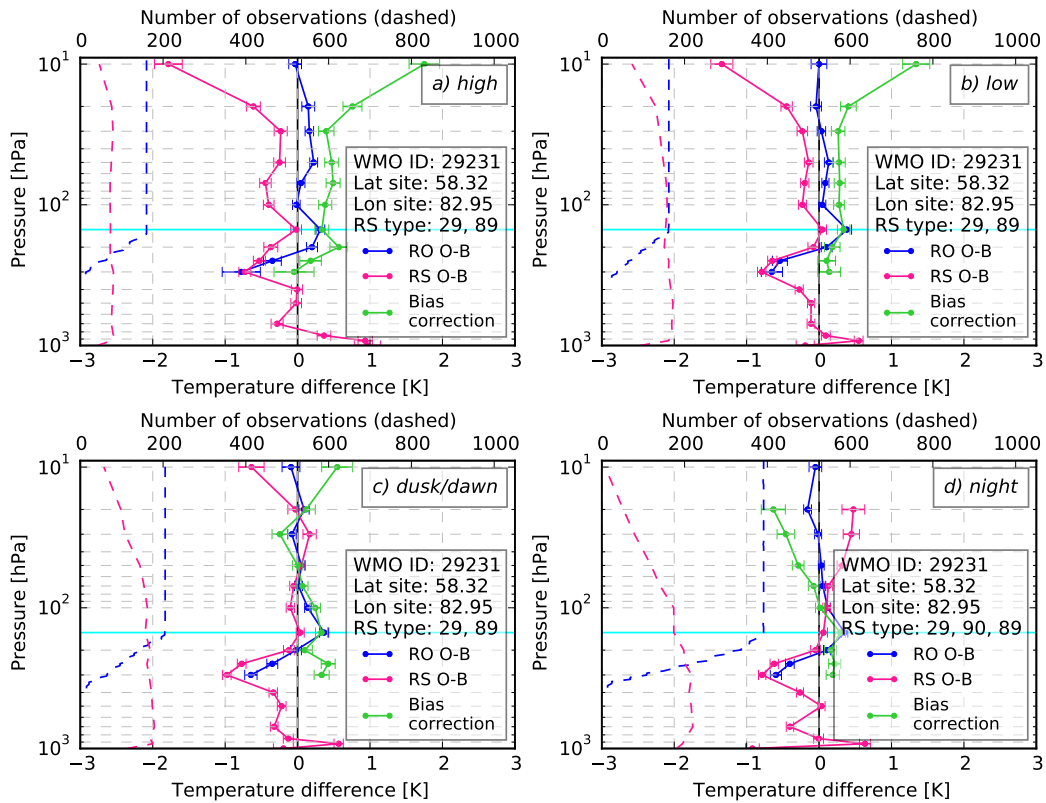 Number of observations (dashed)
0 200 400 600 800 1000
a) high
10^1
10^2
10^3
Pressure [hPa]
WMO ID: 29231
Lat site: 58.32
Lon site: 82.95
RS type: 29, 89
RO O-B
RS O-B
Bias
correction
−3 −2 −1 0 1 2 3
Temperature difference [K]
Number of observations (dashed)
0 200 400 600 800 1000
b) low
10^1
10^2
10^3
Pressure [hPa]
WMO ID: 29231
Lat site: 58.32
Lon site: 82.95
RS type: 29, 89
RO O-B
RS O-B
Bias
correction
−3 −2 −1 0 1 2 3
Temperature difference [K]
Number of observations (dashed)
0 200 400 600 800 1000
c) dusk/dawn
10^1
10^2
10^3
Pressure [hPa]
WMO ID: 29231
Lat site: 58.32
Lon site: 82.95
RS type: 29, 89
RO O-B
RS O-B
Bias
correction
−3 −2 −1 0 1 2 3
Temperature difference [K]
Number of observations (dashed)
0 200 400 600 800 1000
d) night
10^1
10^2
10^3
Pressure [hPa]
WMO ID: 29231
Lat site: 58.32
Lon site: 82.95
RS type: 29, 90, 89
RO O-B
RS O-B
Bias
correction
−3 −2 −1 0 1 2 3
Temperature difference [K]